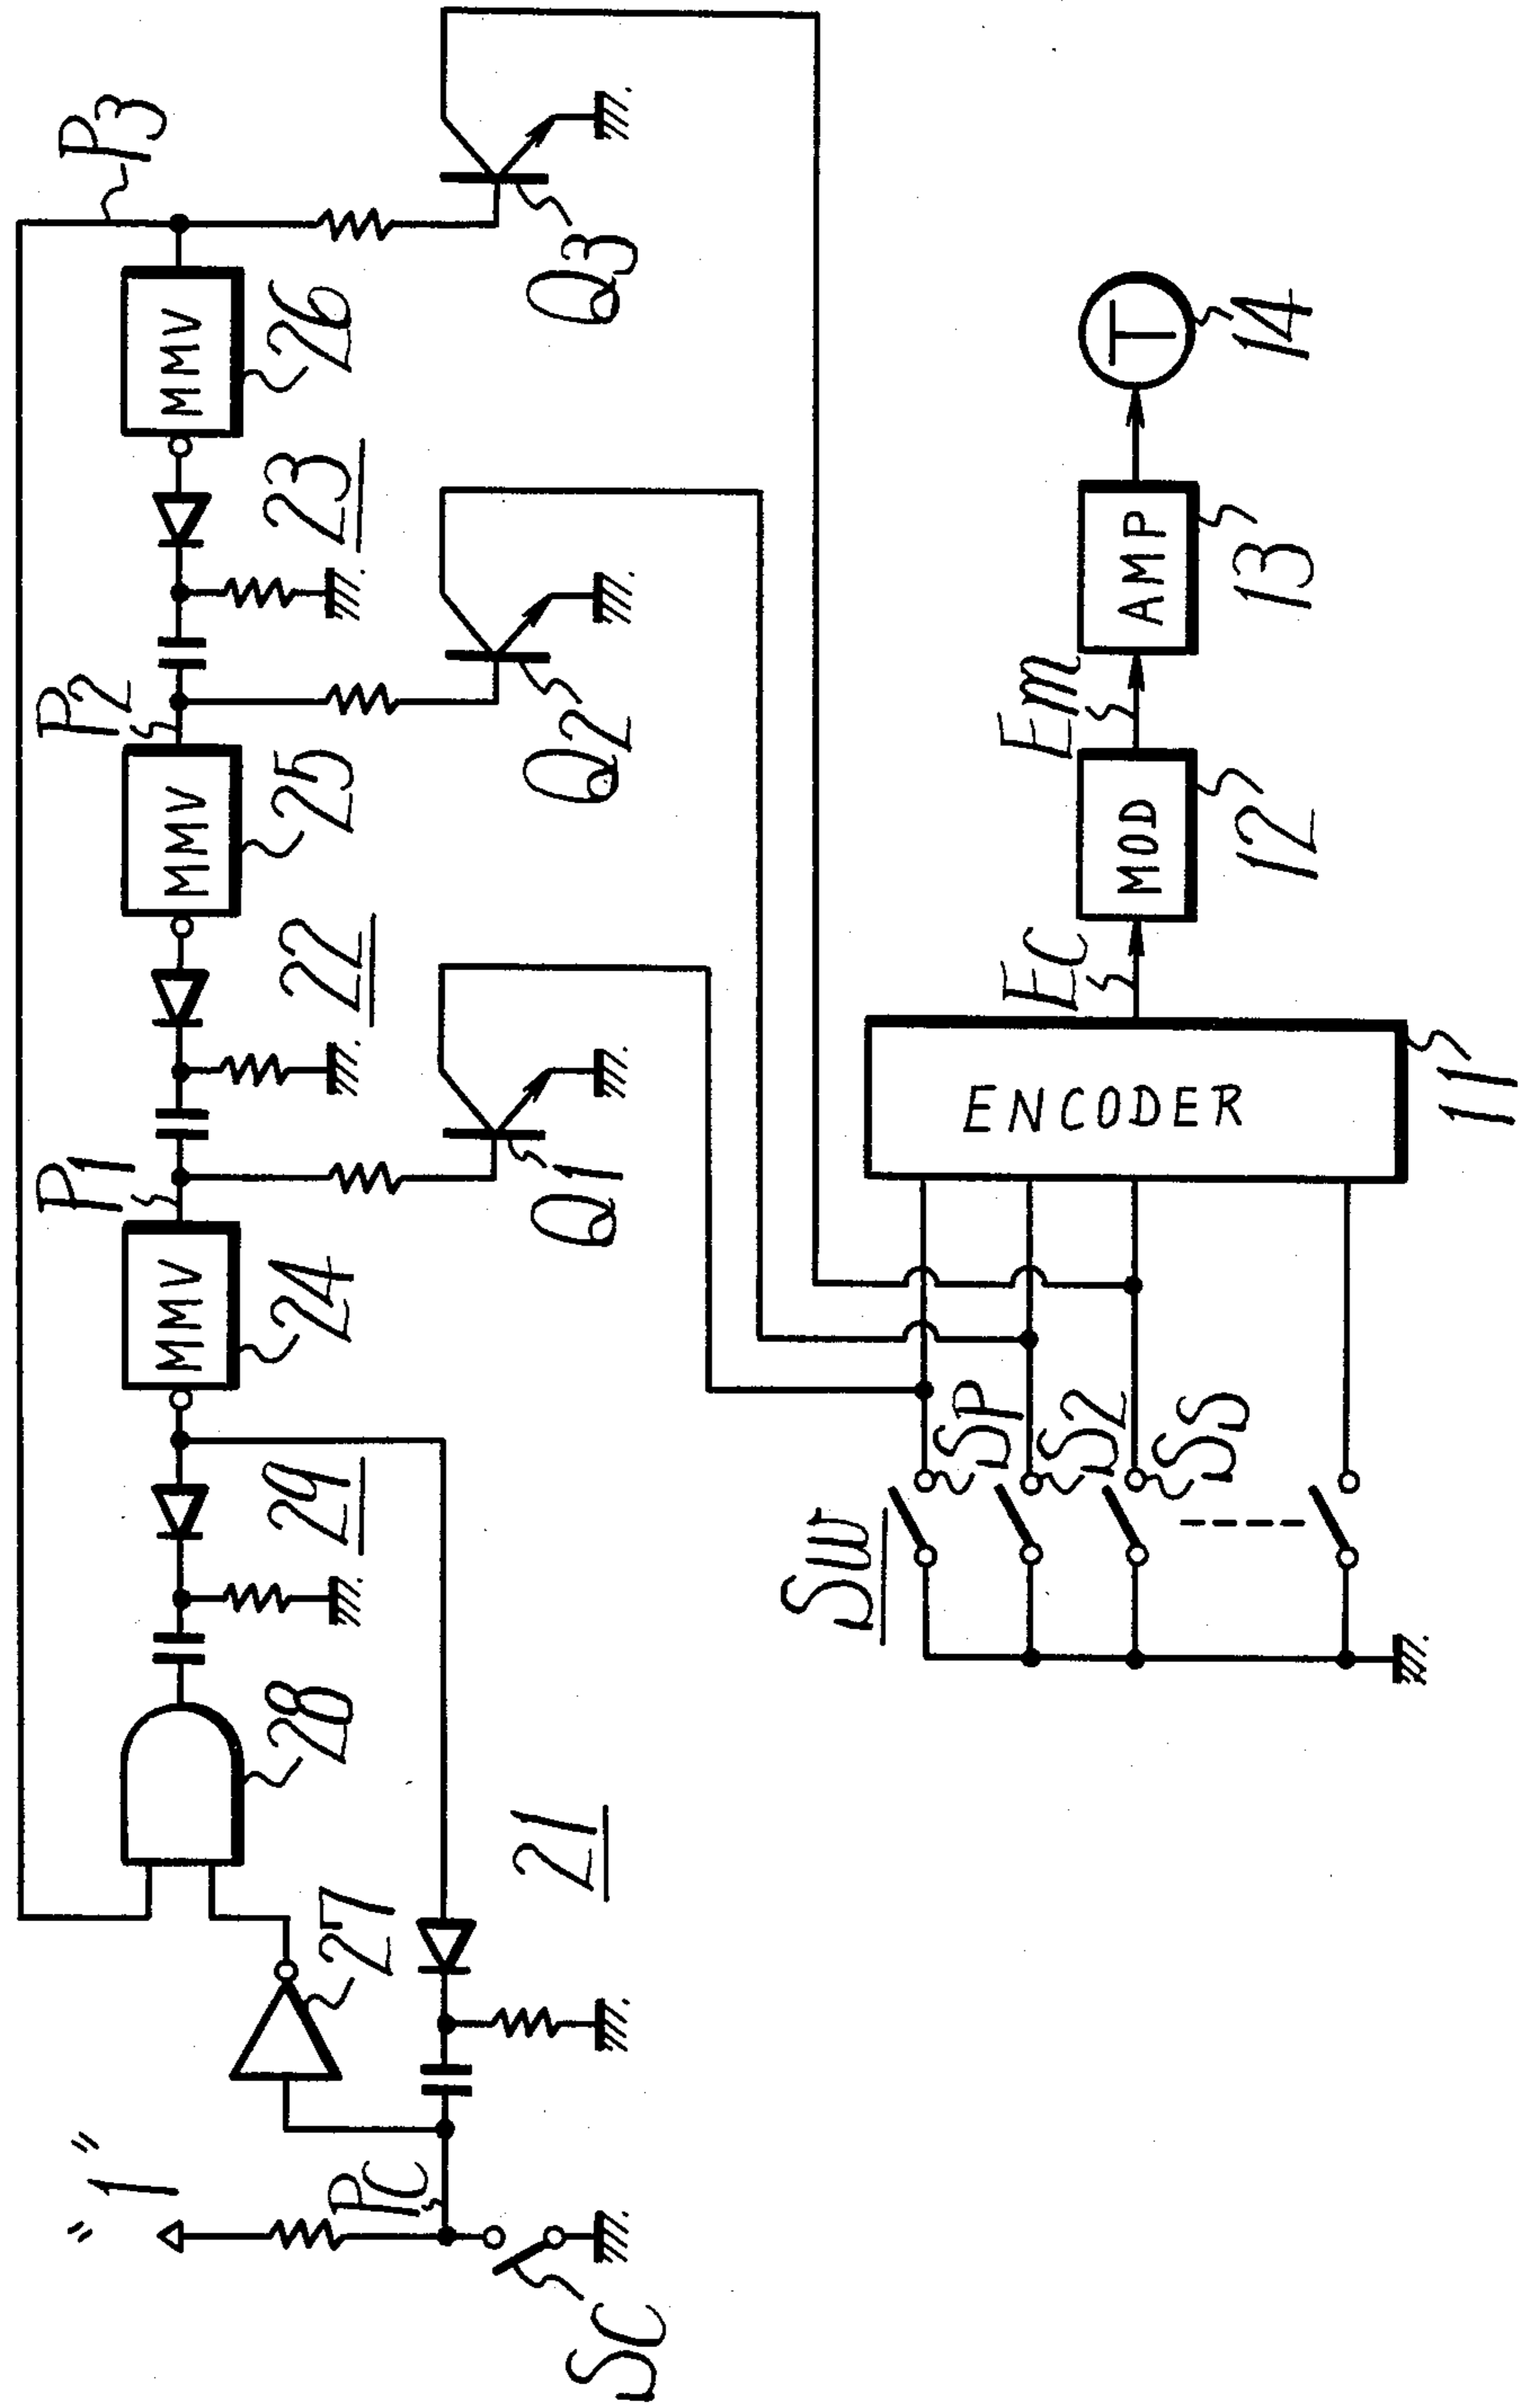 "1"
PC
SC
27
21
28
29
MMV
24
P1
Q1
22
MMV
25
P2
Q2
23
MMV
26
P3
Q3
SW
SP
S2
SS
ENCODER
11
EC
MOD
12
Em
AMP
13
T
14